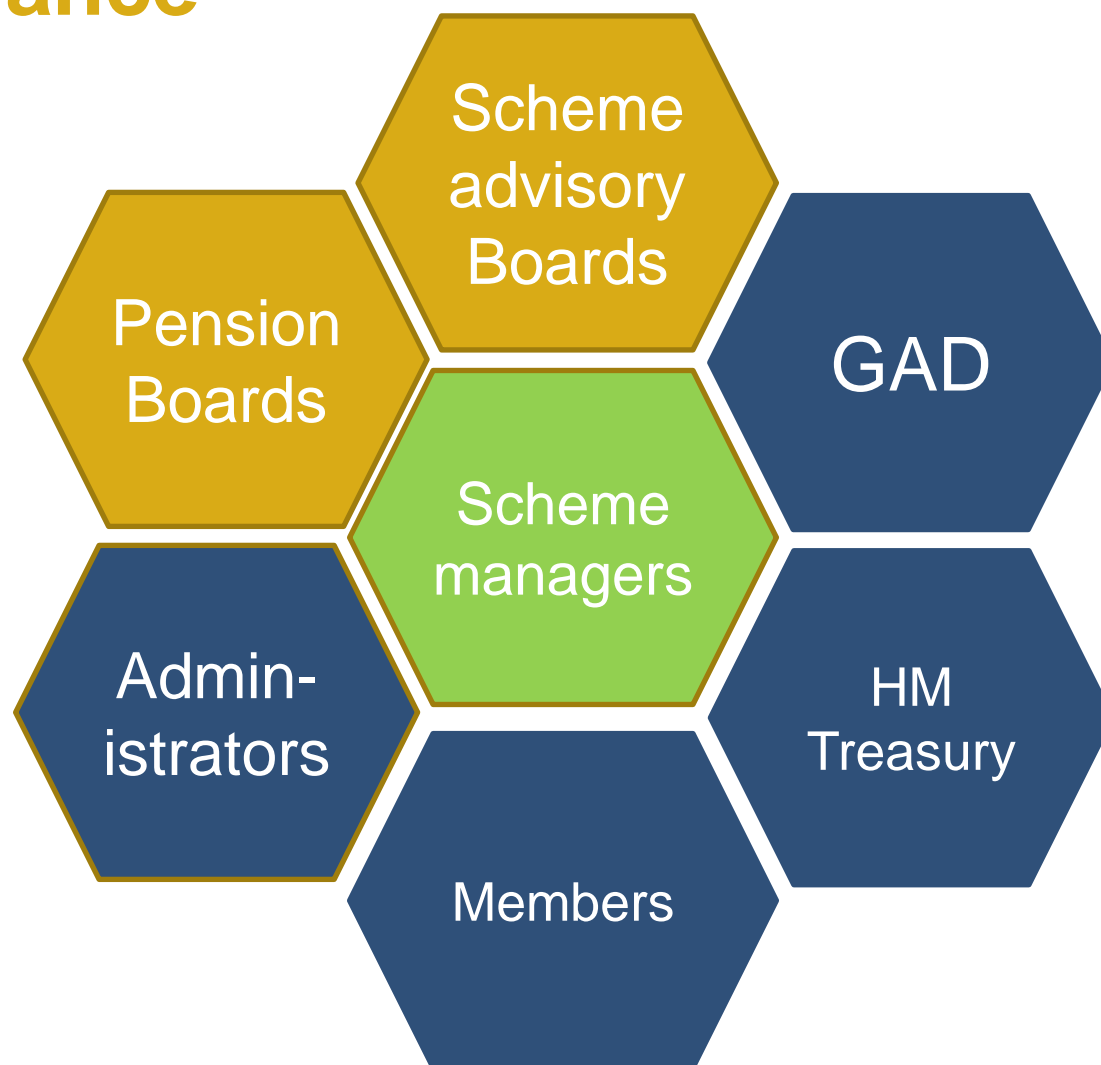 Scheme
advisory
Boards
Pension
Boards
GAD
Scheme
managers
Admin-
istrators
HM
Treasury
Members